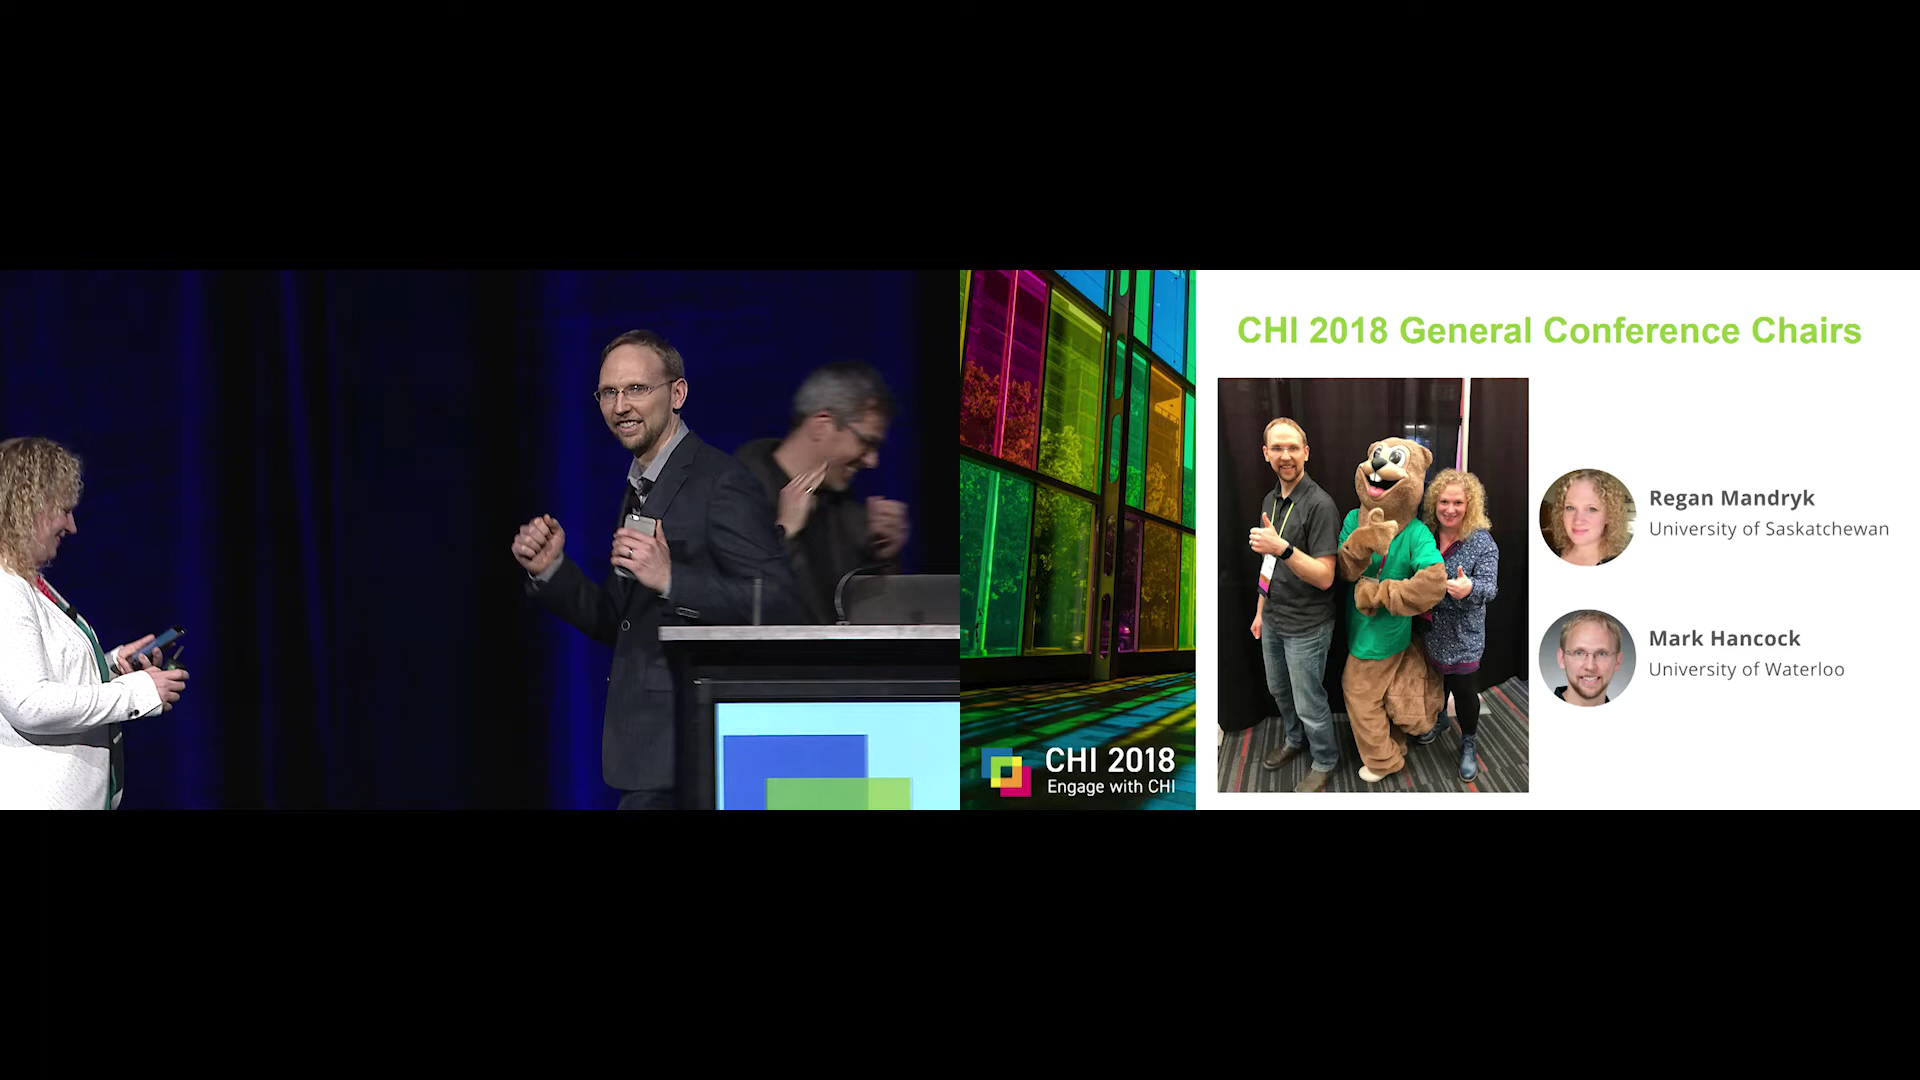 CHI 2018 General Conference Chairs
Regan Mandryk
University of Saskatchewan
Mark Hancock
University of Waterloo
CHI 2018
Engage with CHI